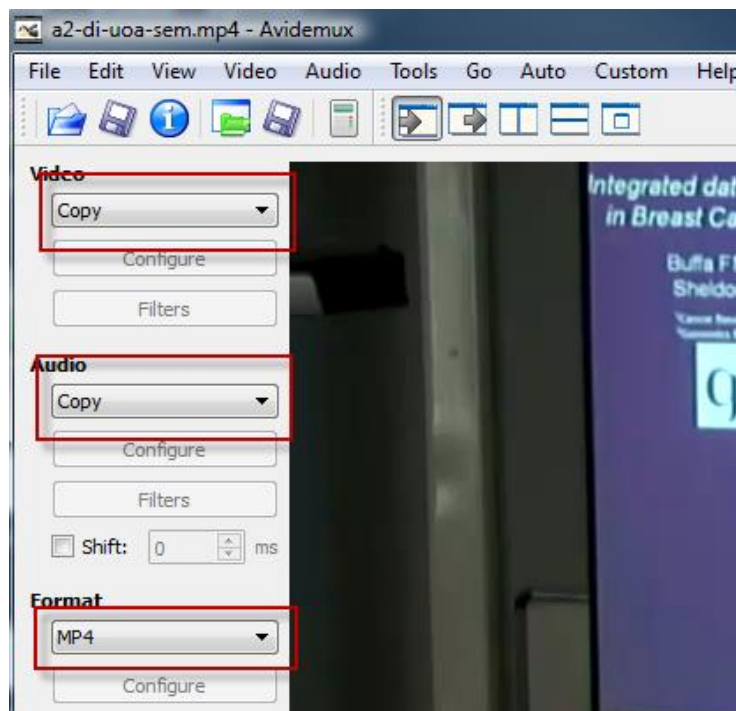 a2-di-uoa-sem.mp4 - Avidemux
File Edit View Video Audio Tools Go Auto Custom Help
Video
Copy
Configure
Filters
Audio
Copy
Configure
Filters
Shift: 0 ms
Format
MP4
Configure
Integrated dat
in Breast Ca
Buffa F
Sheldo